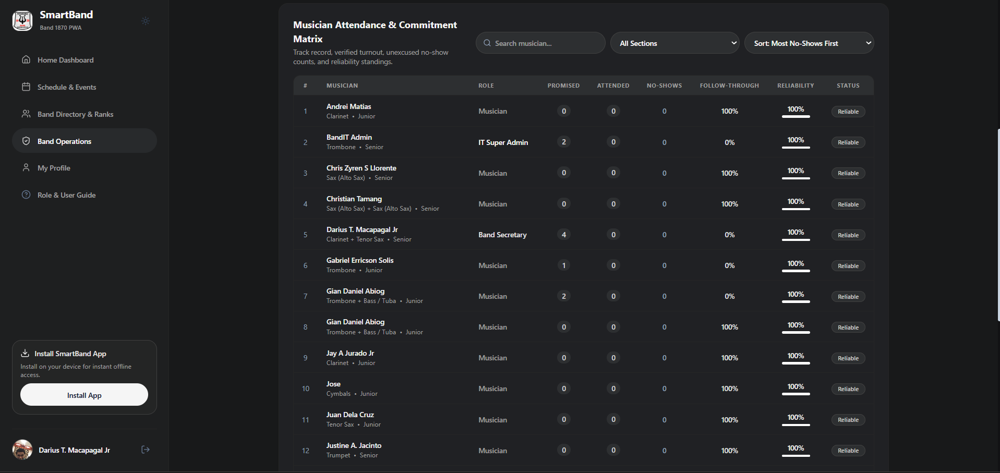 SmartBand
Band 1870 PWA
Home Dashboard
Schedule & Events
Band Directory & Ranks
Band Operations
My Profile
Role & User Guide
Install SmartBand App
Install on your device for instant offline
access.
Install App
Darius T. Macapagal Jr
Musician Attendance & Commitment
Matrix
Track record, verified turnout, unexcused no-show
counts, and reliability standings.
Search musician...
All Sections
Sort: Most No-Shows First
# MUSICIAN ROLE PROMISED ATTENDED NO-SHOWS FOLLOW-THROUGH RELIABILITY STATUS
1 Andrei Matias Musician 0 0 0 100% 100% Reliable
Clarinet • Junior
2 BandIT Admin IT Super Admin 2 0 0 0% 100% Reliable
Trombone • Senior
3 Chris Zyren S Llorente Musician 0 0 0 100% 100% Reliable
Sax (Alto Sax) • Senior
4 Christian Tamang Musician 0 0 0 100% 100% Reliable
Sax (Alto Sax) + Sax (Alto Sax) • Senior
5 Darius T. Macapagal Jr Band Secretary 4 0 0 0% 100% Reliable
Clarinet + Tenor Sax • Senior
6 Gabriel Erricson Solis Musician 1 0 0 0% 100% Reliable
Trombone • Junior
7 Gian Daniel Abiog Musician 2 0 0 0% 100% Reliable
Trombone + Bass / Tuba • Junior
8 Gian Daniel Abiog Musician 0 0 0 100% 100% Reliable
Trombone + Bass / Tuba • Junior
9 Jay A Jurado Jr Musician 0 0 0 100% 100% Reliable
Clarinet • Junior
10 Jose Musician 0 0 0 100% 100% Reliable
Cymbals • Junior
11 Juan Dela Cruz Musician 0 0 0 100% 100% Reliable
Tenor Sax • Junior
12 Justine A. Jacinto Musician 0 0 0 100% 100% Reliable
Trumpet • Senior